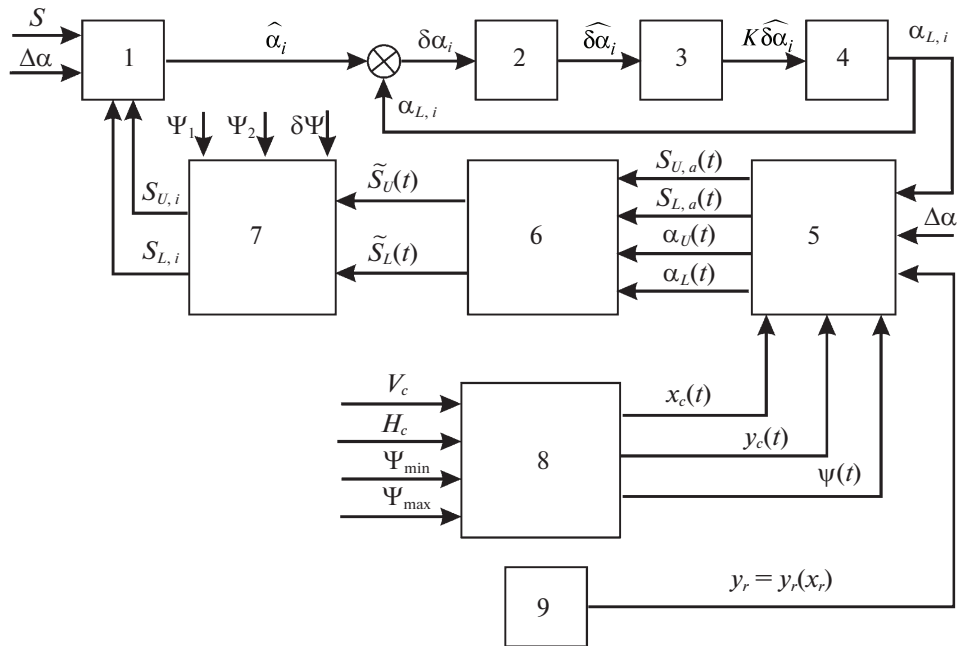 S
Δα
1
α̂ᵢ
δαᵢ
2
δα̂ᵢ
3
Kδα̂ᵢ
4
α_{L, i}
α_{L, i}
Ψ₁
Ψ₂
δΨ
S_{U, i}
S_{L, i}
7
S̃_U(t)
S̃_L(t)
6
S_{U, a}(t)
S_{L, a}(t)
α_U(t)
α_L(t)
5
Δα
V_c
H_c
Ψ_min
Ψ_max
8
x_c(t)
y_c(t)
ψ(t)
9
y_r = y_r(x_r)